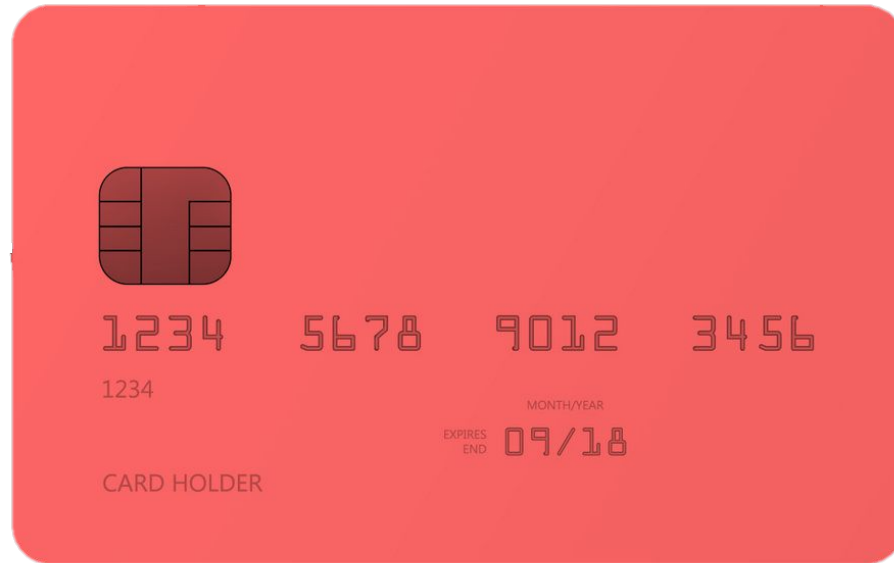 1234 5678 9012 3456
1234
MONTH/YEAR
EXPIRES END 09/18
CARD HOLDER